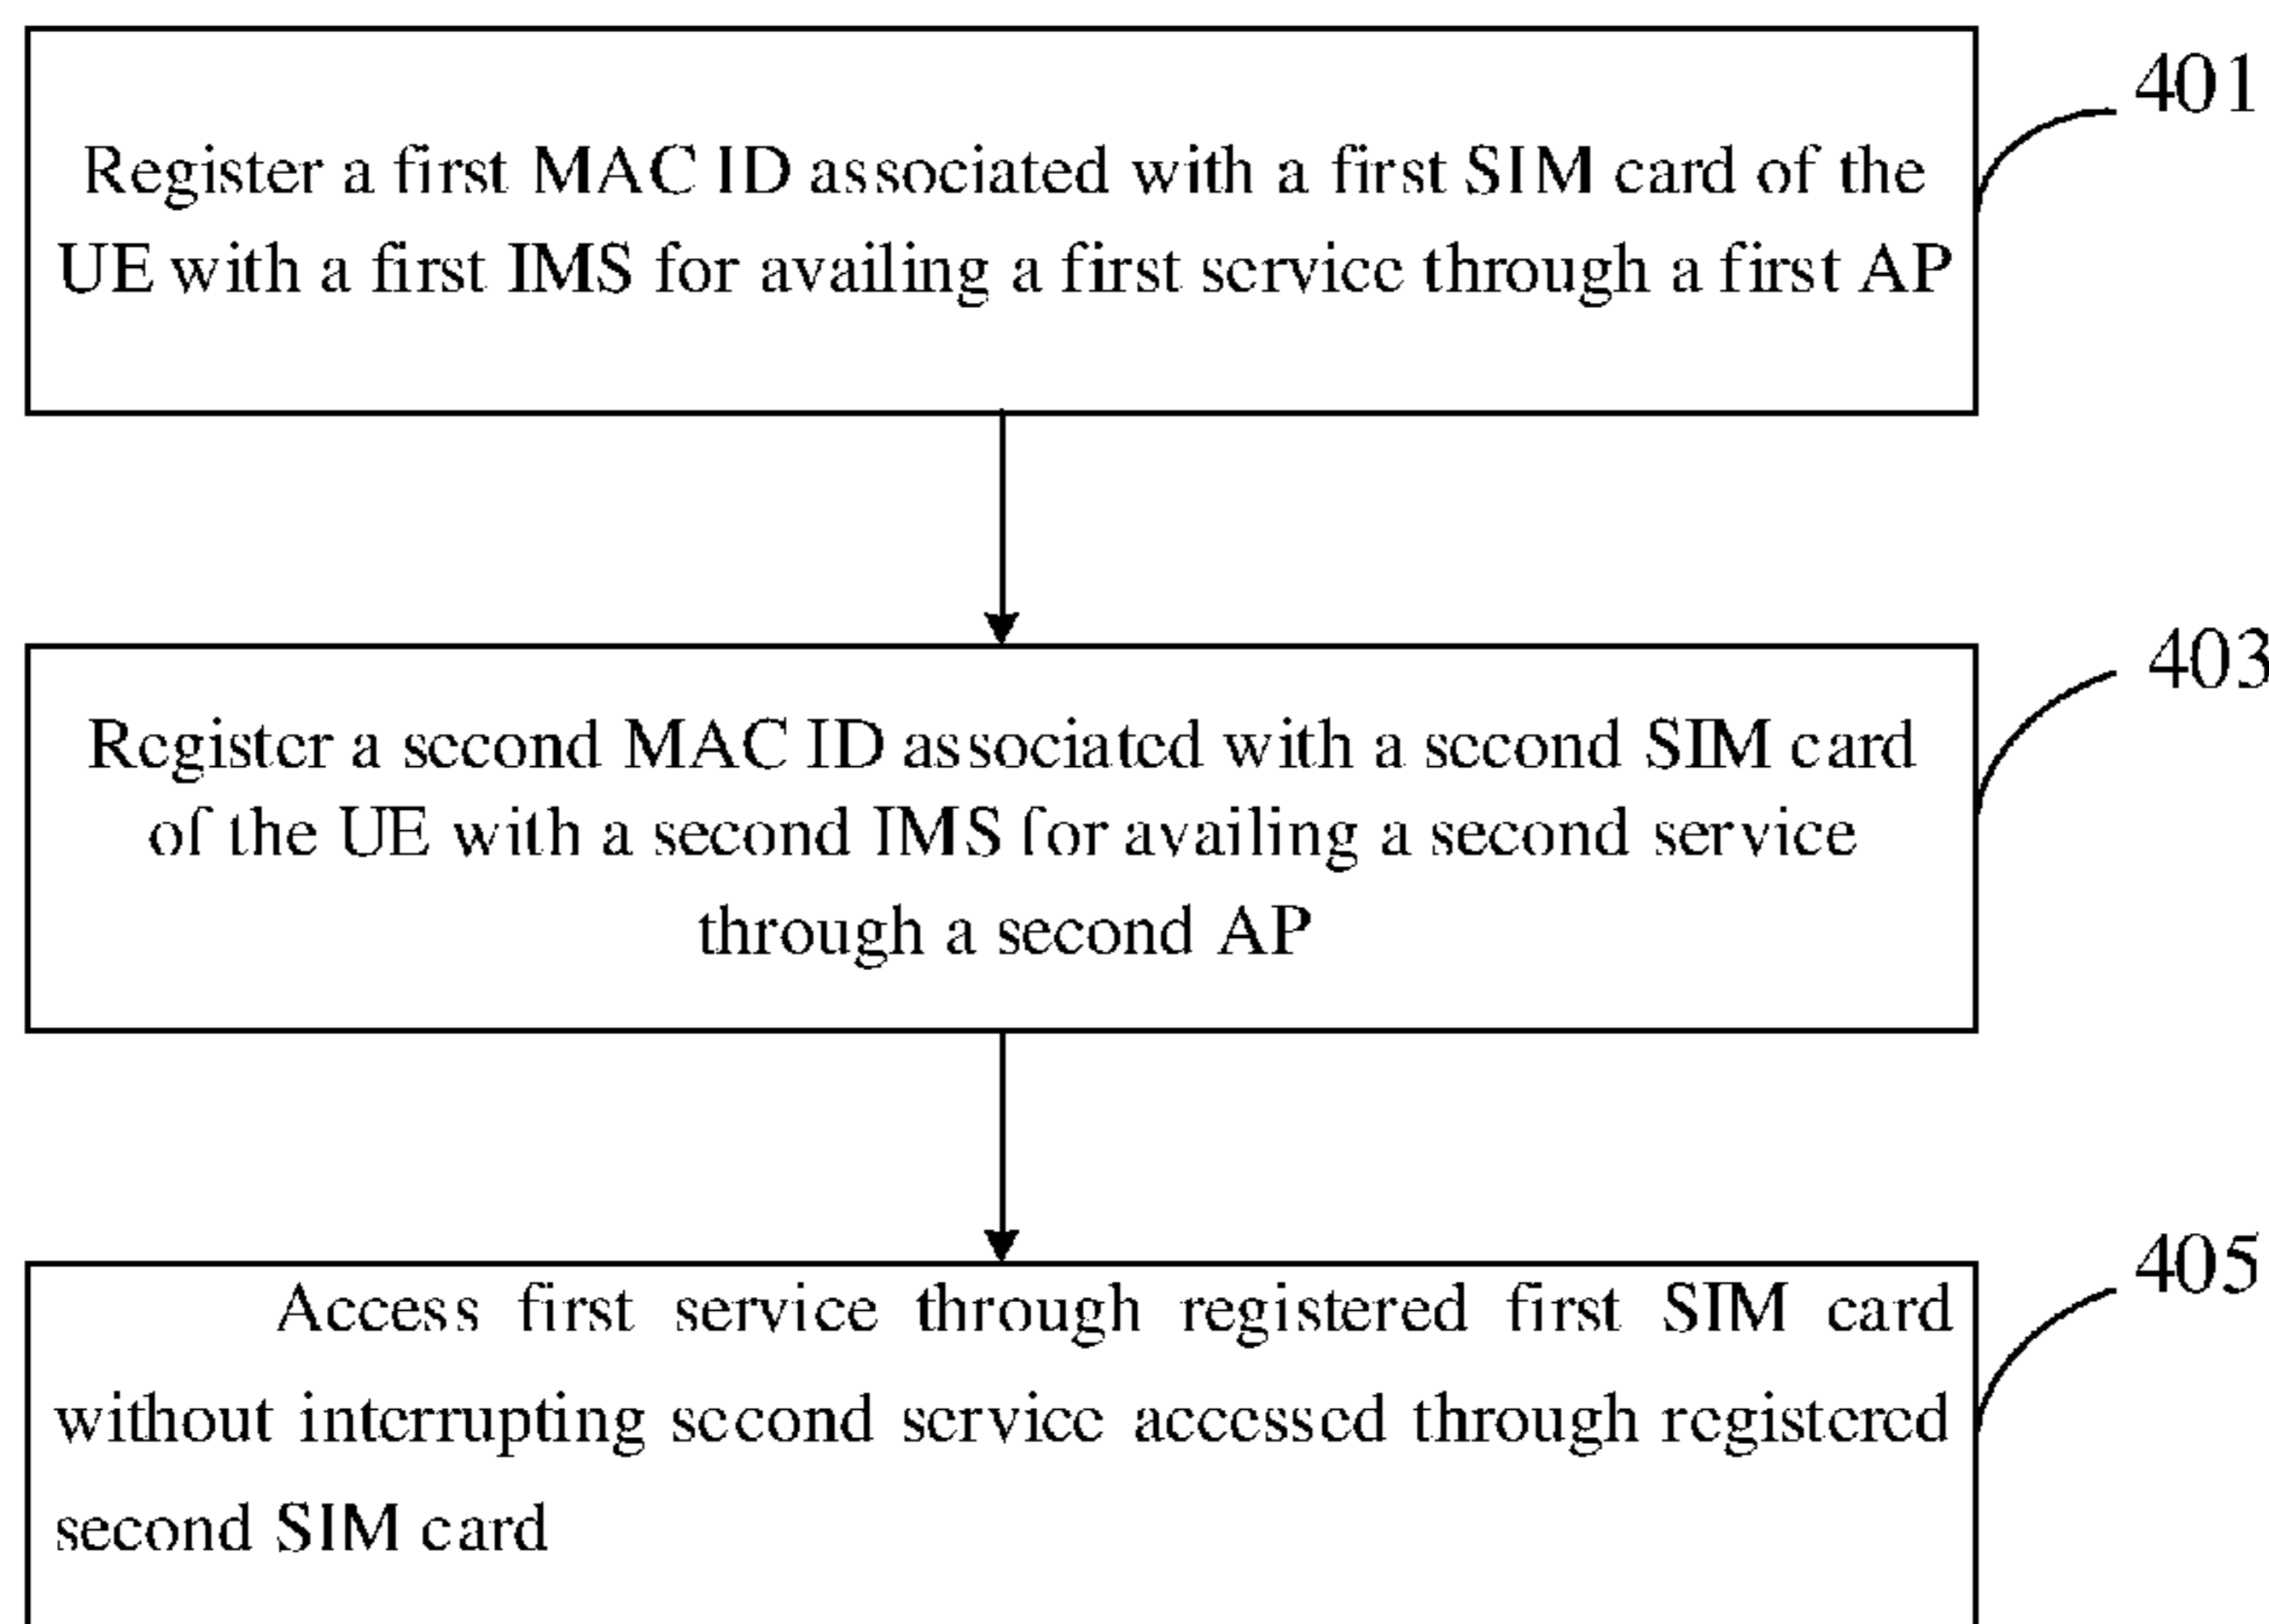 401
Register a first MAC ID associated with a first SIM card of the
UE with a first IMS for availing a first service through a first AP
403
Register a second MAC ID associated with a second SIM card
of the UE with a second IMS for availing a second service
through a second AP
405
Access first service through registered first SIM card
without interrupting second service accessed through registered
second SIM card